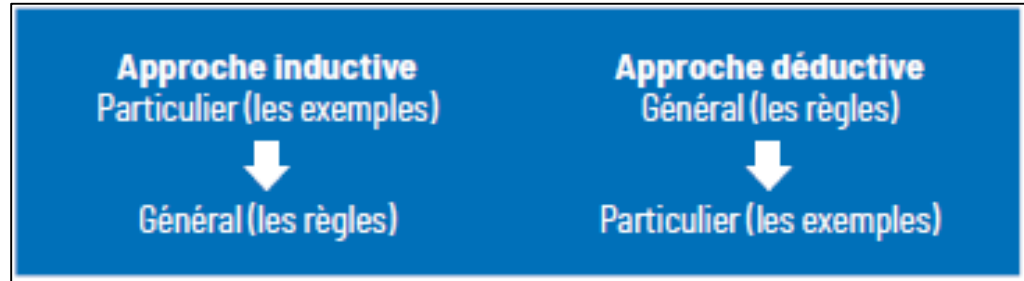 Approche inductive
Particulier (les exemples)
Général (les règles)
Approche déductive
Général (les règles)
Particulier (les exemples)